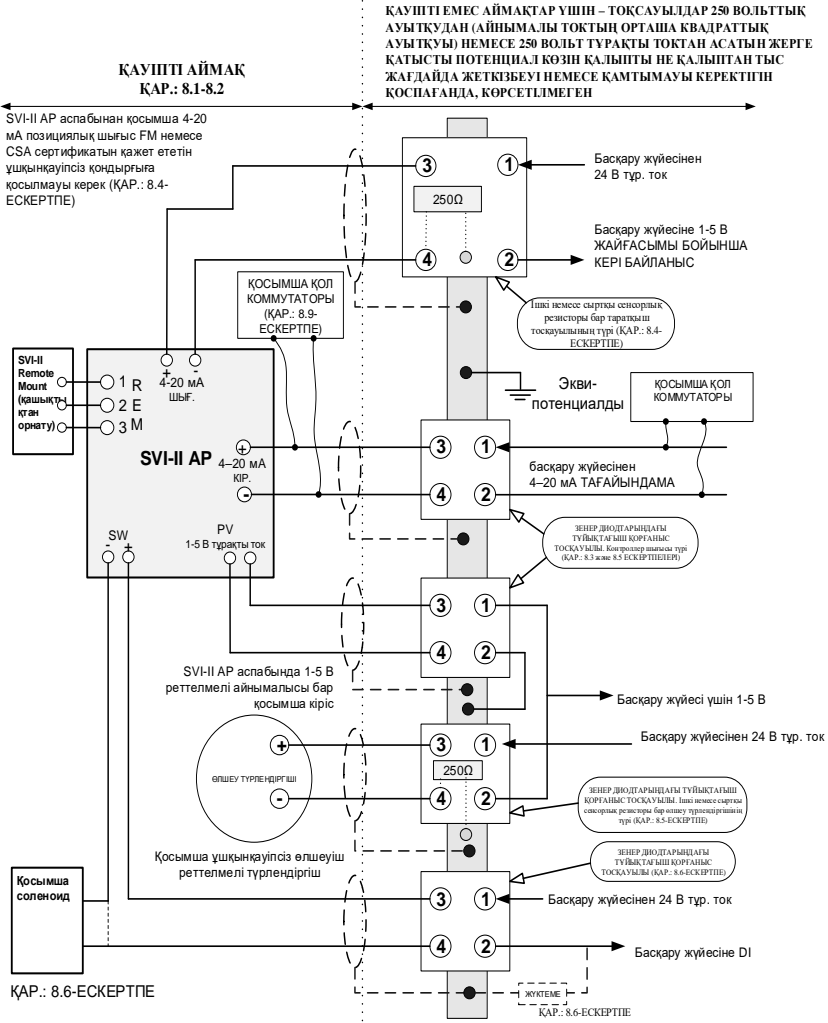 ҚАУІПТІ ЕМЕС АЙМАҚТАР ҮШІН – ТОҚСАУЫЛДАР 250 ВОЛЬТТЫҚ
АУЫТҚУДАН (АЙНЫМАЛЫ ТОКТЫҢ ОРТАША КВАДРАТТЫҚ
АУЫТҚУЫ) НЕМЕСЕ 250 ВОЛЬТ ТҰРАҚТЫ ТОКТАН АСАТЫН ЖЕРГЕ
ҚАТЫСТЫ ПОТЕНЦИАЛ КӨЗІН ҚАЛЫПТЫ НЕ ҚАЛЫПТАН ТЫС
ЖАҒДАЙДА ЖЕТКІЗБЕУІ НЕМЕСЕ ҚАМТЫМАУЫ КЕРЕКТІГІН
ҚОСПАҒАНДА, КӨРСЕТІЛМЕГЕН
ҚАУІПТІ АЙМАҚ
ҚАР.: 8.1-8.2
SVI-II AP аспабынан қосымша 4-20
мА позициялық шығыс FM немесе
CSA сертификатын қажет ететін
ұшқынқауіпсіз қондырғыға
қосылмауы керек (ҚАР.: 8.4-
ЕСКЕРТПЕ)
3
1
Басқару жүйесінен
24 В тұр. ток
250Ω
4
2
Басқару жүйесіне 1-5 В
ЖАЙҒАСЫМЫ БОЙЫНША
КЕРІ БАЙЛАНЫС
ҚОСЫМША ҚОЛ
КОММУТАТОРЫ
(ҚАР.: 8.9-
ЕСКЕРТПЕ)
Ішкі немесе сыртқы сенсорлық
резисторы бар таратқыш
тосқауылының түрі (ҚАР.: 8.4-
ЕСКЕРТПЕ)
SVI-II
Remote
Mount
(қашықты
қтан
орнату)
1 R
2 E
3 M
+ -
4-20 мА
ШЫҒ.
SVI-II AP
+
4–20 мА
КІР.
-
Экви-
потенциалды
ҚОСЫМША ҚОЛ
КОММУТАТОРЫ
3
1
4
2
басқару жүйесінен
4–20 мА ТАҒАЙЫНДАМА
SW
- +
PV
1-5 В тұрақты ток
ЗЕНЕР ДИОДТАРЫНДАҒЫ
ТҰЙЫҚТАҒЫШ ҚОРҒАНЫС
ТОСҚАУЫЛЫ. Контроллер шығысы түрі
(ҚАР.: 8.3 және 8.5 ЕСКЕРТПЕЛЕРІ)
3
1
4
2
SVI-II AP аспабында 1-5 В
реттелмелі айнымалысы бар
қосымша кіріс
Басқару жүйесі үшін 1-5 В
+
ӨЛШЕУ ТҮРЛЕНДІРГІШІ
-
3
1
Басқару жүйесінен 24 В тұр. ток
250Ω
4
2
ЗЕНЕР ДИОДТАРЫНДАҒЫ ТҰЙЫҚТАҒЫШ
ҚОРҒАНЫС ТОСҚАУЫЛЫ. Ішкі немесе сыртқы
сенсорлық резисторы бар өлшеу түрлендіргішінің
түрі (ҚАР.: 8.5-ЕСКЕРТПЕ)
Қосымша ұшқынқауіпсіз өлшеуіш
реттелмелі түрлендіргіш
ЗЕНЕР ДИОДТАРЫНДАҒЫ
ТҰЙЫҚТАҒЫШ ҚОРҒАНЫС
ТОСҚАУЫЛЫ (ҚАР.: 8.6-ЕСКЕРТПЕ)
Қосымша
соленоид
3
1
Басқару жүйесінен 24 В тұр. ток
4
2
Басқару жүйесіне DI
ҚАР.: 8.6-ЕСКЕРТПЕ
ЖҮКТЕМЕ
ҚАР.: 8.6-ЕСКЕРТПЕ